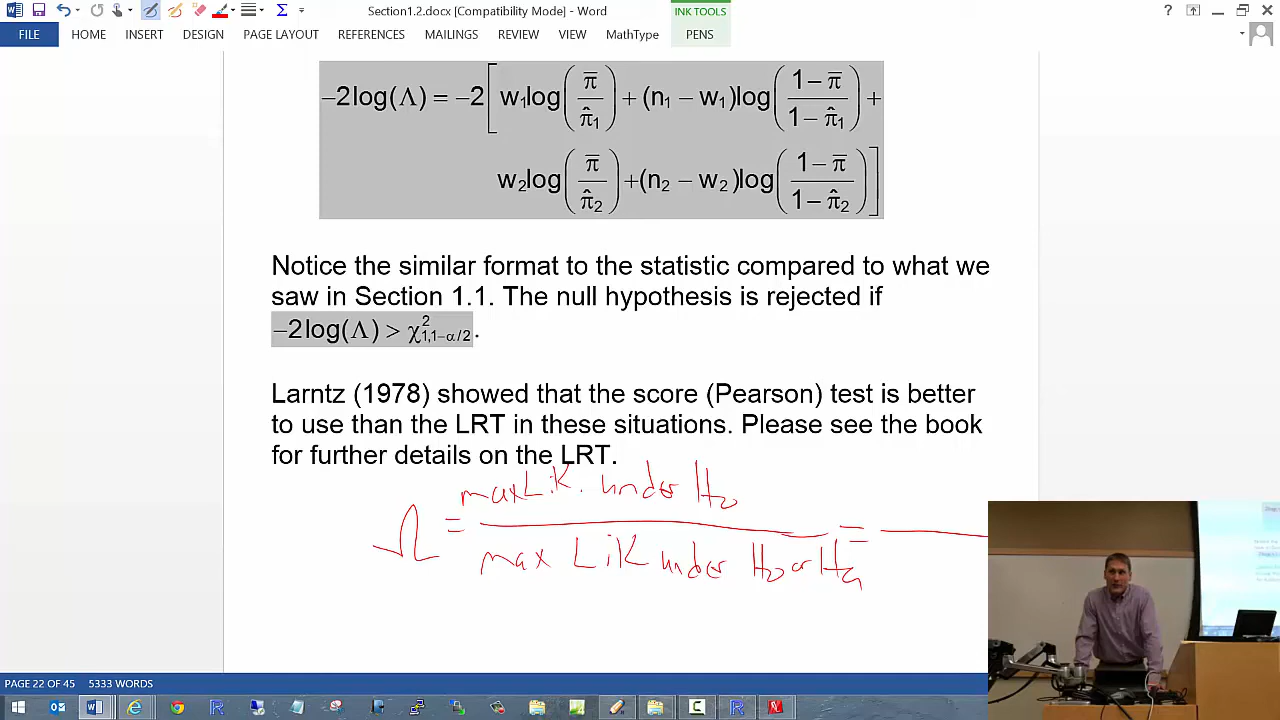 Section1.2.docx [Compatibility Mode] - Word
INK TOOLS
FILE HOME INSERT DESIGN PAGE LAYOUT REFERENCES MAILINGS REVIEW VIEW MathType PENS
−2log(Λ) = −2[w₁log(π̄/π̂₁) + (n₁ − w₁)log((1 − π̄)/(1 − π̂₁)) +
w₂log(π̄/π̂₂) + (n₂ − w₂)log((1 − π̄)/(1 − π̂₂))]
Notice the similar format to the statistic compared to what we
saw in Section 1.1. The null hypothesis is rejected if
−2log(Λ) > χ²₁,₁₋α/₂.
Larntz (1978) showed that the score (Pearson) test is better
to use than the LRT in these situations. Please see the book
for further details on the LRT.
Λ = max Lik. under H₀ / max Lik under H₀ or Hₐ =
PAGE 22 OF 45 5333 WORDS